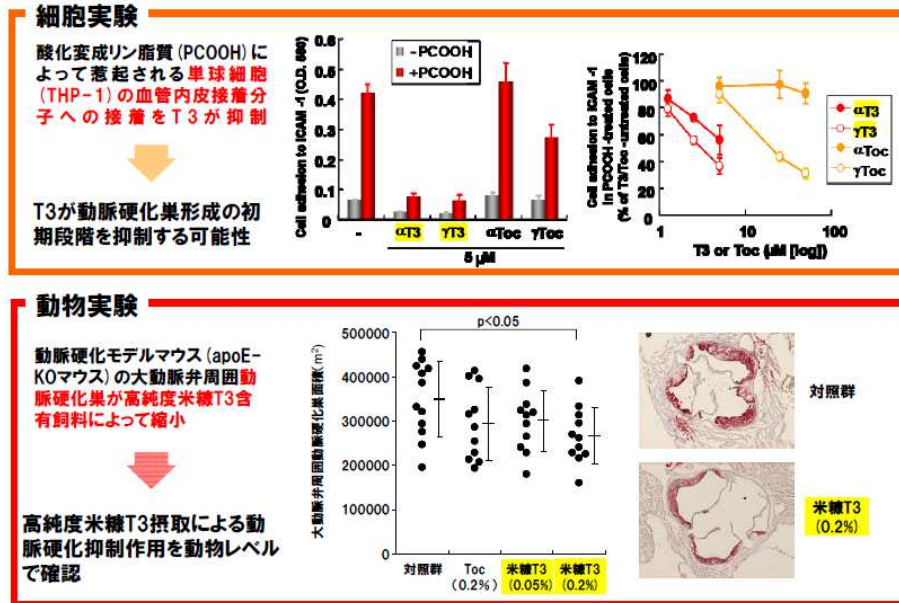 細胞実験
酸化変成リン脂質(PCOOH)に
よって惹起される単球細胞
(THP-1)の血管内皮接着分
子への接着をT3が抑制
T3が動脈硬化巣形成の初
期段階を抑制する可能性
Cell adhesion to ICAM -1 (O.D. 560)
0.6
0.4
0.2
0
-PCOOH
+PCOOH
-
αT3
γT3
αToc
γToc
5 μM
Cell adhesion to ICAM -1
in PCOOH-treated cells
(% of T3/Toc -untreated cells)
120
100
80
60
40
20
0
1
10
100
T3 or Toc (μM [log])
αT3
γT3
αToc
γToc
動物実験
動脈硬化モデルマウス(apoE-
KOマウス)の大動脈弁周囲動
脈硬化巣が高純度米糠T3含
有飼料によって縮小
高純度米糠T3摂取による動
脈硬化抑制作用を動物レベル
で確認
大動脈弁周囲動脈硬化巣面積(m²)
500000
400000
300000
200000
100000
0
p<0.05
対照群
Toc
(0.2%)
米糠T3
(0.05%)
米糠T3
(0.2%)
対照群
米糠T3
(0.2%)